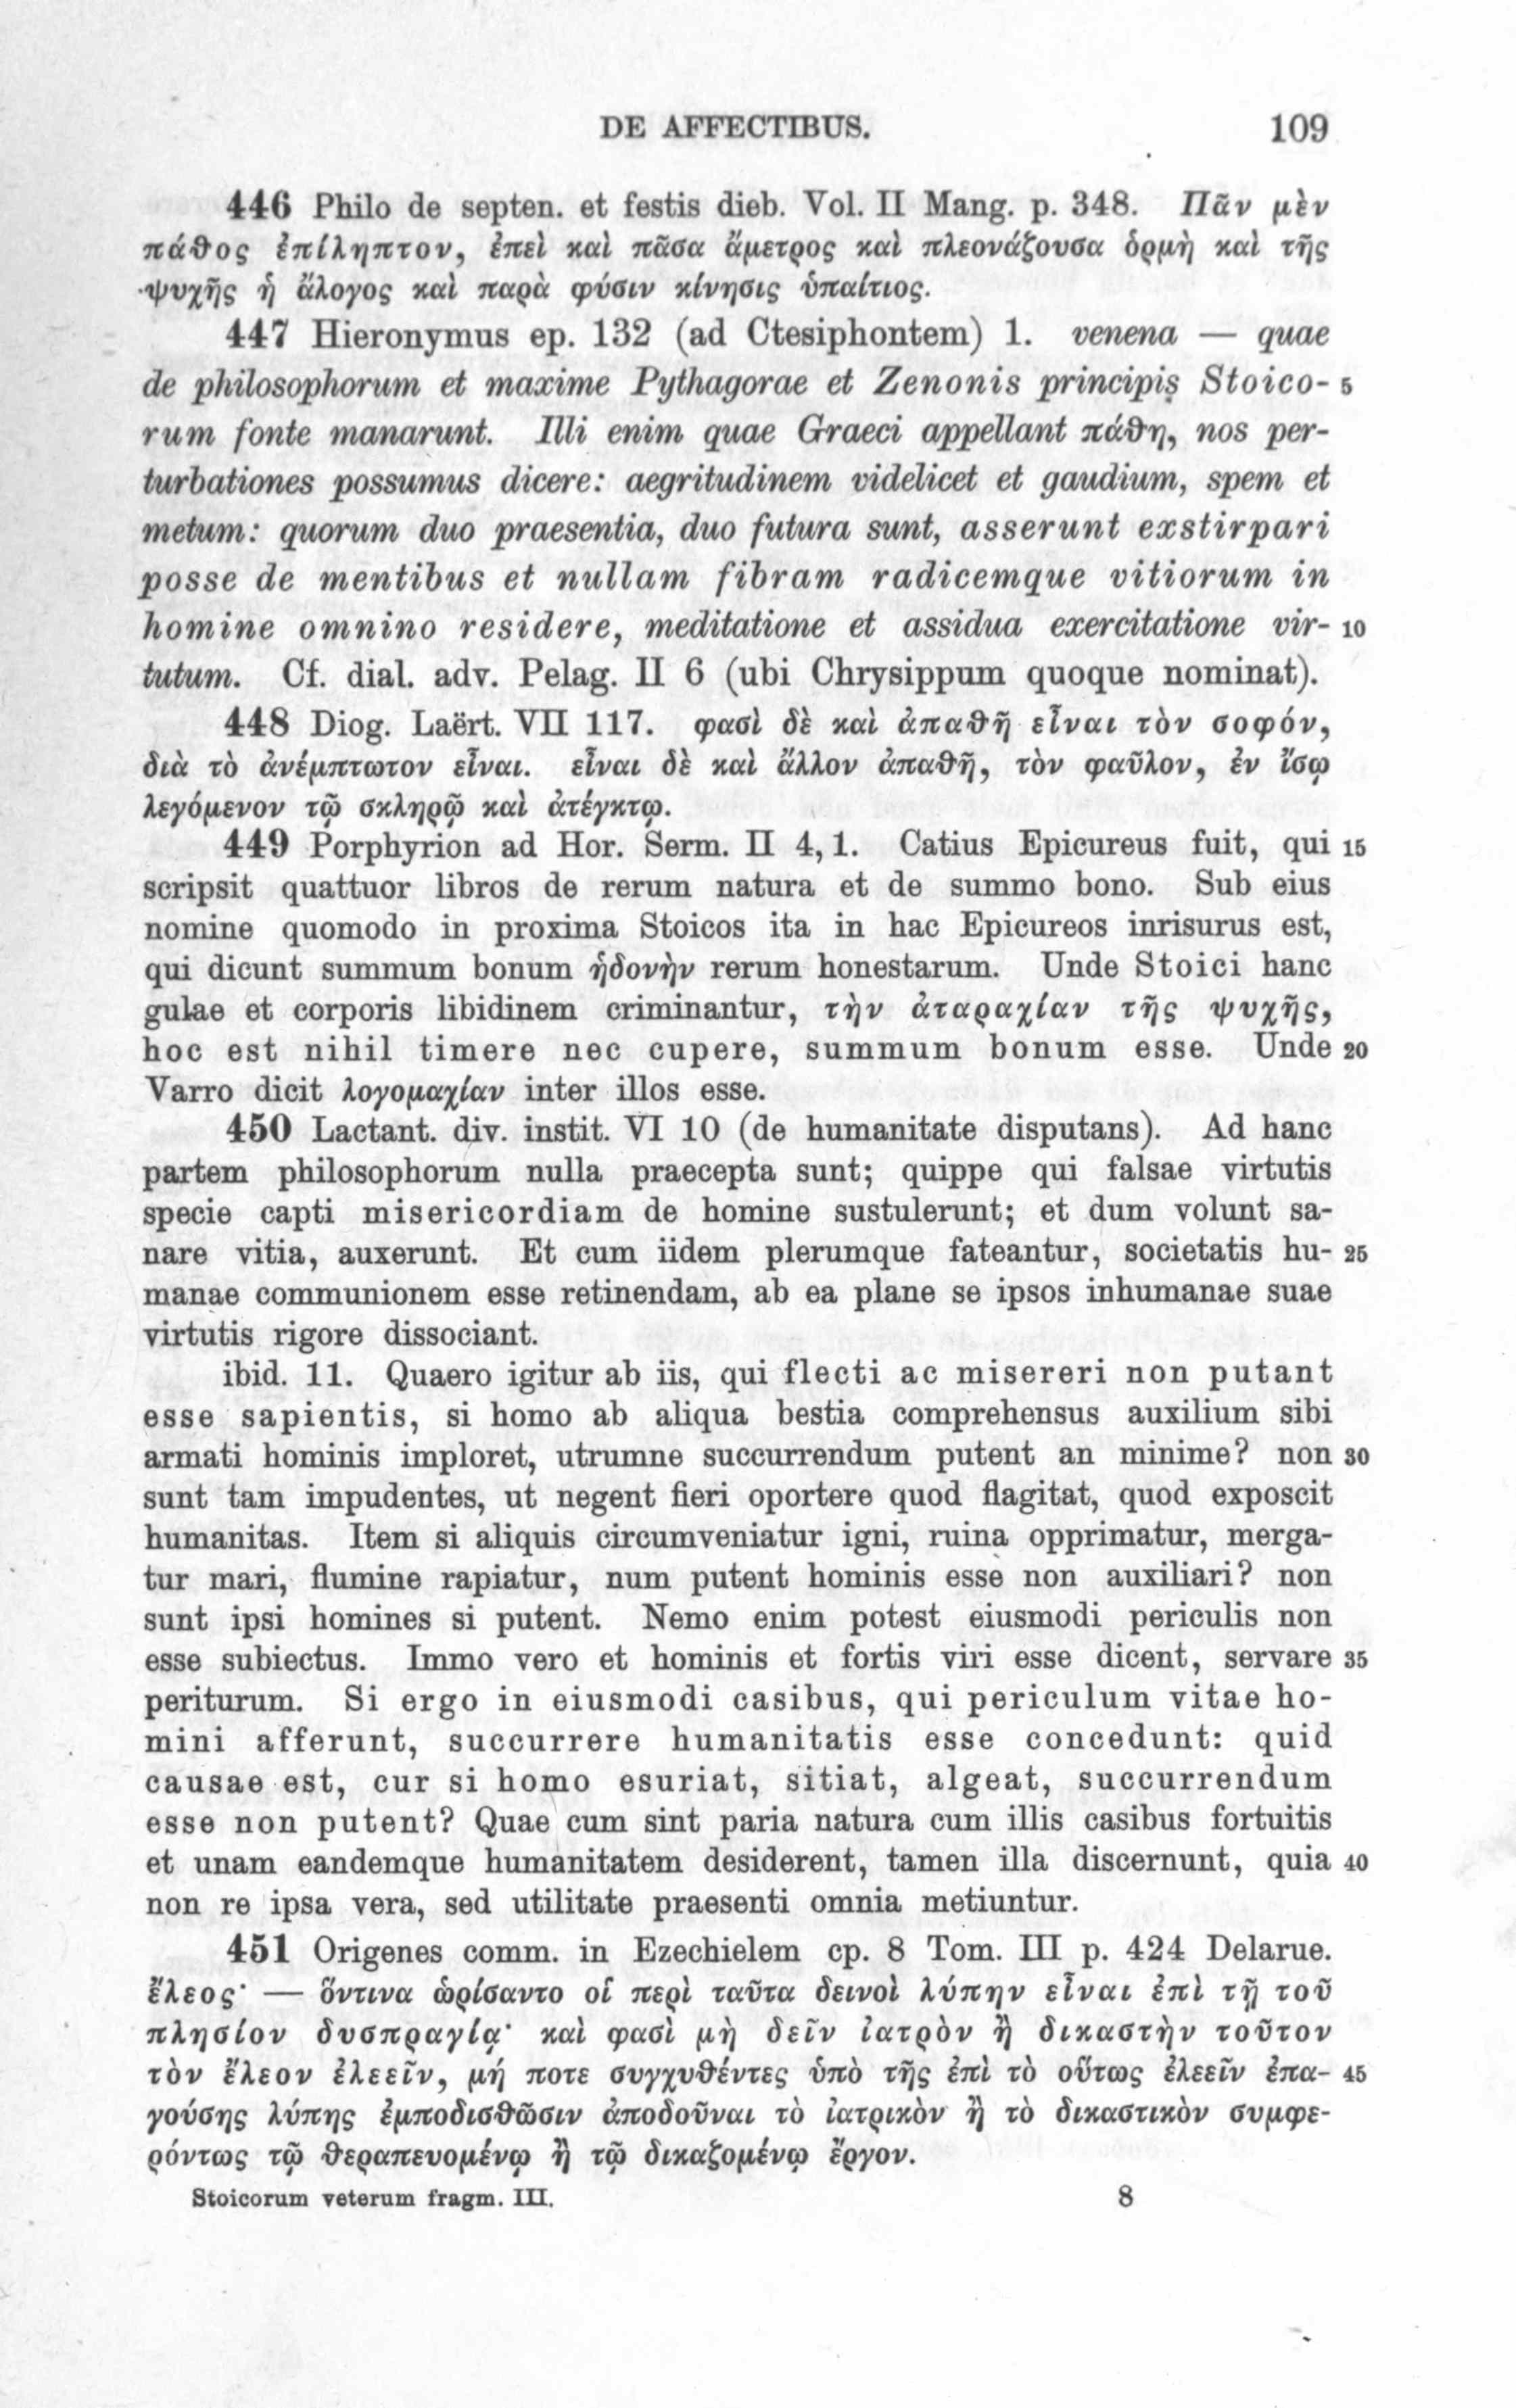 DE AFFECTIBUS. 109
446 Philo de septen. et festis dieb. Vol. II Mang. p. 348. Πᾶν μὲν
πάθος ἐπίληπτον, ἐπεὶ καὶ πᾶσα ἄμετρος καὶ πλεονάζουσα ὁρμὴ καὶ τῆς
ψυχῆς ἡ ἄλογος καὶ παρὰ φύσιν κίνησις ὑπαίτιος.
447 Hieronymus ep. 132 (ad Ctesiphontem) 1. venena — quae
de philosophorum et maxime Pythagorae et Zenonis principis Stoico- 5
rum fonte manarunt. Illi enim quae Graeci appellant πάθη, nos per-
turbationes possumus dicere: aegritudinem videlicet et gaudium, spem et
metum: quorum duo praesentia, duo futura sunt, asserunt exstirpari
posse de mentibus et nullam fibram radicemque vitiorum in
homine omnino residere, meditatione et assidua exercitatione vir- 10
tutum. Cf. dial. adv. Pelag. II 6 (ubi Chrysippum quoque nominat).
448 Diog. Laërt. VII 117. φασὶ δὲ καὶ ἀπαθῆ εἶναι τὸν σοφόν,
διὰ τὸ ἀνέμπτωτον εἶναι. εἶναι δὲ καὶ ἄλλον ἀπαθῆ, τὸν φαῦλον, ἐν ἴσῳ
λεγόμενον τῷ σκληρῷ καὶ ἀτέγκτῳ.
449 Porphyrion ad Hor. Serm. II 4, 1. Catius Epicureus fuit, qui 15
scripsit quattuor libros de rerum natura et de summo bono. Sub eius
nomine quomodo in proxima Stoicos ita in hac Epicureos inrisurus est,
qui dicunt summum bonum ἡδονὴν rerum honestarum. Unde Stoici hanc
gulae et corporis libidinem criminantur, τὴν ἀταραχίαν τῆς ψυχῆς,
hoc est nihil timere nec cupere, summum bonum esse. Unde 20
Varro dicit λογομαχίαν inter illos esse.
450 Lactant. div. instit. VI 10 (de humanitate disputans). Ad hanc
partem philosophorum nulla praecepta sunt; quippe qui falsae virtutis
specie capti misericordiam de homine sustulerunt; et dum volunt sa-
nare vitia, auxerunt. Et cum iidem plerumque fateantur, societatis hu- 25
manae communionem esse retinendam, ab ea plane se ipsos inhumanae suae
virtutis rigore dissociant.
ibid. 11. Quaero igitur ab iis, qui flecti ac misereri non putant
esse sapientis, si homo ab aliqua bestia comprehensus auxilium sibi
armati hominis imploret, utrumne succurrendum putent an minime? non 30
sunt tam impudentes, ut negent fieri oportere quod flagitat, quod exposcit
humanitas. Item si aliquis circumveniatur igni, ruina opprimatur, merga-
tur mari, flumine rapiatur, num putent hominis esse non auxiliari? non
sunt ipsi homines si putent. Nemo enim potest eiusmodi periculis non
esse subiectus. Immo vero et hominis et fortis viri esse dicent, servare 35
periturum. Si ergo in eiusmodi casibus, qui periculum vitae ho-
mini afferunt, succurrere humanitatis esse concedunt: quid
causae est, cur si homo esuriat, sitiat, algeat, succurrendum
esse non putent? Quae cum sint paria natura cum illis casibus fortuitis
et unam eandemque humanitatem desiderent, tamen illa discernunt, quia 40
non re ipsa vera, sed utilitate praesenti omnia metiuntur.
451 Origenes comm. in Ezechielem cp. 8 Tom. III p. 424 Delarue.
ἔλεος· — ὅντινα ὡρίσαντο οἱ περὶ ταῦτα δεινοὶ λύπην εἶναι ἐπὶ τῇ τοῦ
πλησίον δυσπραγίᾳ· καὶ φασὶ μὴ δεῖν ἰατρὸν ἢ δικαστὴν τοῦτον
τὸν ἔλεον ἐλεεῖν, μή ποτε συγχυθέντες ὑπὸ τῆς ἐπὶ τὸ οὕτως ἐλεεῖν ἐπα- 45
γούσης λύπης ἐμποδισθῶσιν ἀποδοῦναι τὸ ἰατρικὸν ἢ τὸ δικαστικὸν συμφε-
ρόντως τῷ θεραπευομένῳ ἢ τῷ δικαζομένῳ ἔργον.
Stoicorum veterum fragm. III. 8